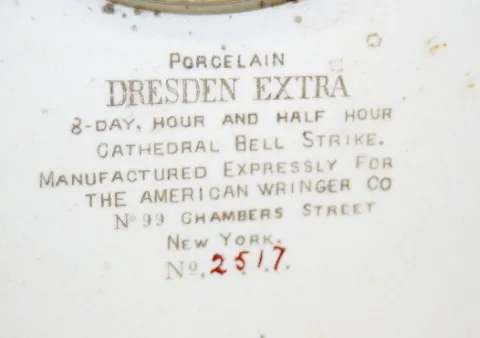 PORCELAIN
DRESDEN EXTRA
8-DAY, HOUR AND HALF HOUR
CATHEDRAL BELL STRIKE.
MANUFACTURED EXPRESSLY FOR
THE AMERICAN WRINGER CO
No 99 CHAMBERS STREET
NEW YORK.
No. 2517.